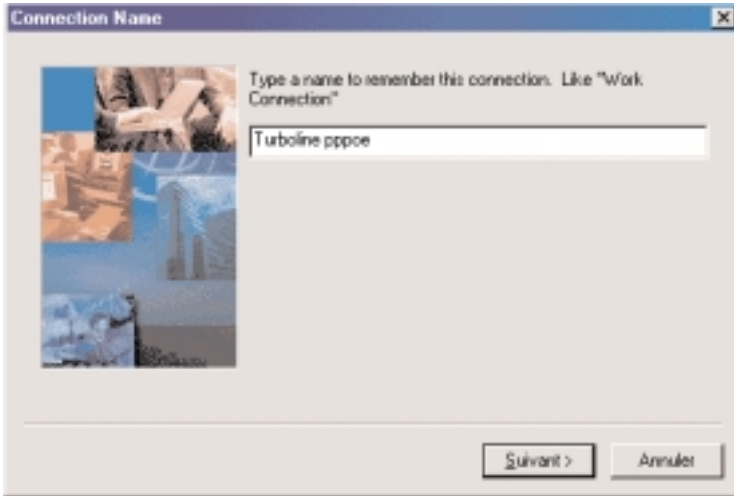 Connection Name
Type a name to remember this connection. Like "Work
Connection"
Turboline pppoe
Suivant >
Annuler